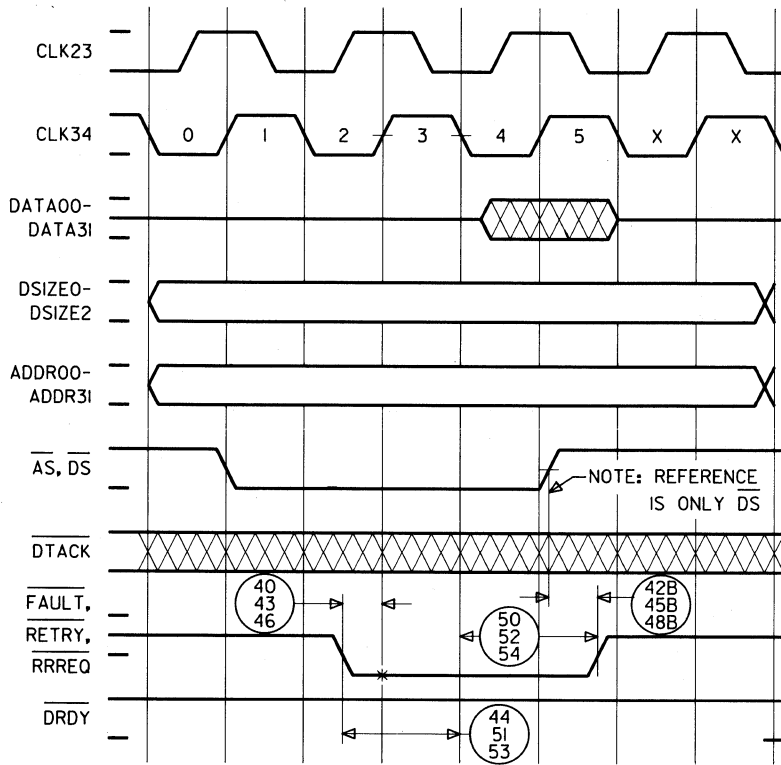 CLK23
CLK34
0 1 2 3 4 5 X X
DATA00-
DATA31
DSIZE0-
DSIZE2
ADDR00-
ADDR31
AS, DS
NOTE: REFERENCE
IS ONLY DS
DTACK
FAULT,
RETRY,
RRREQ
40
43
46
42B
45B
48B
50
52
54
DRDY
44
51
53